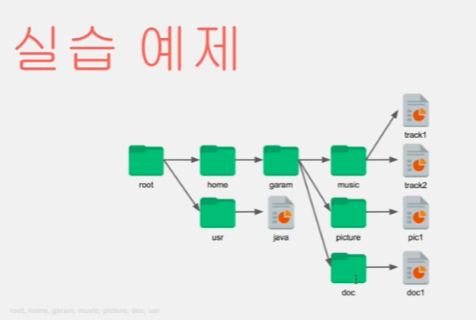 실습 예제
track1
root
home
garam
music
track2
usr
java
picture
pic1
doc
doc1
root, home, garam, music, picture, doc, usr